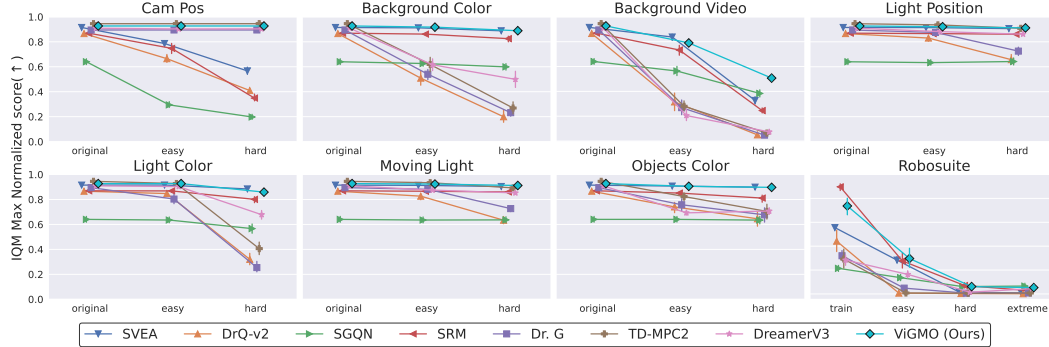 Cam Pos Background Color Background Video Light Position
1.0
0.8
0.6
0.4
0.2
0.0
original easy hard original easy hard original easy hard original easy hard
Light Color Moving Light Objects Color Robosuite
1.0
0.8
0.6
0.4
0.2
0.0
original easy hard original easy hard original easy hard train easy hard extreme
IQM Max Normalized score( ↑ )
SVEA DrQ-v2 SGQN SRM Dr. G TD-MPC2 DreamerV3 ViGMO (Ours)